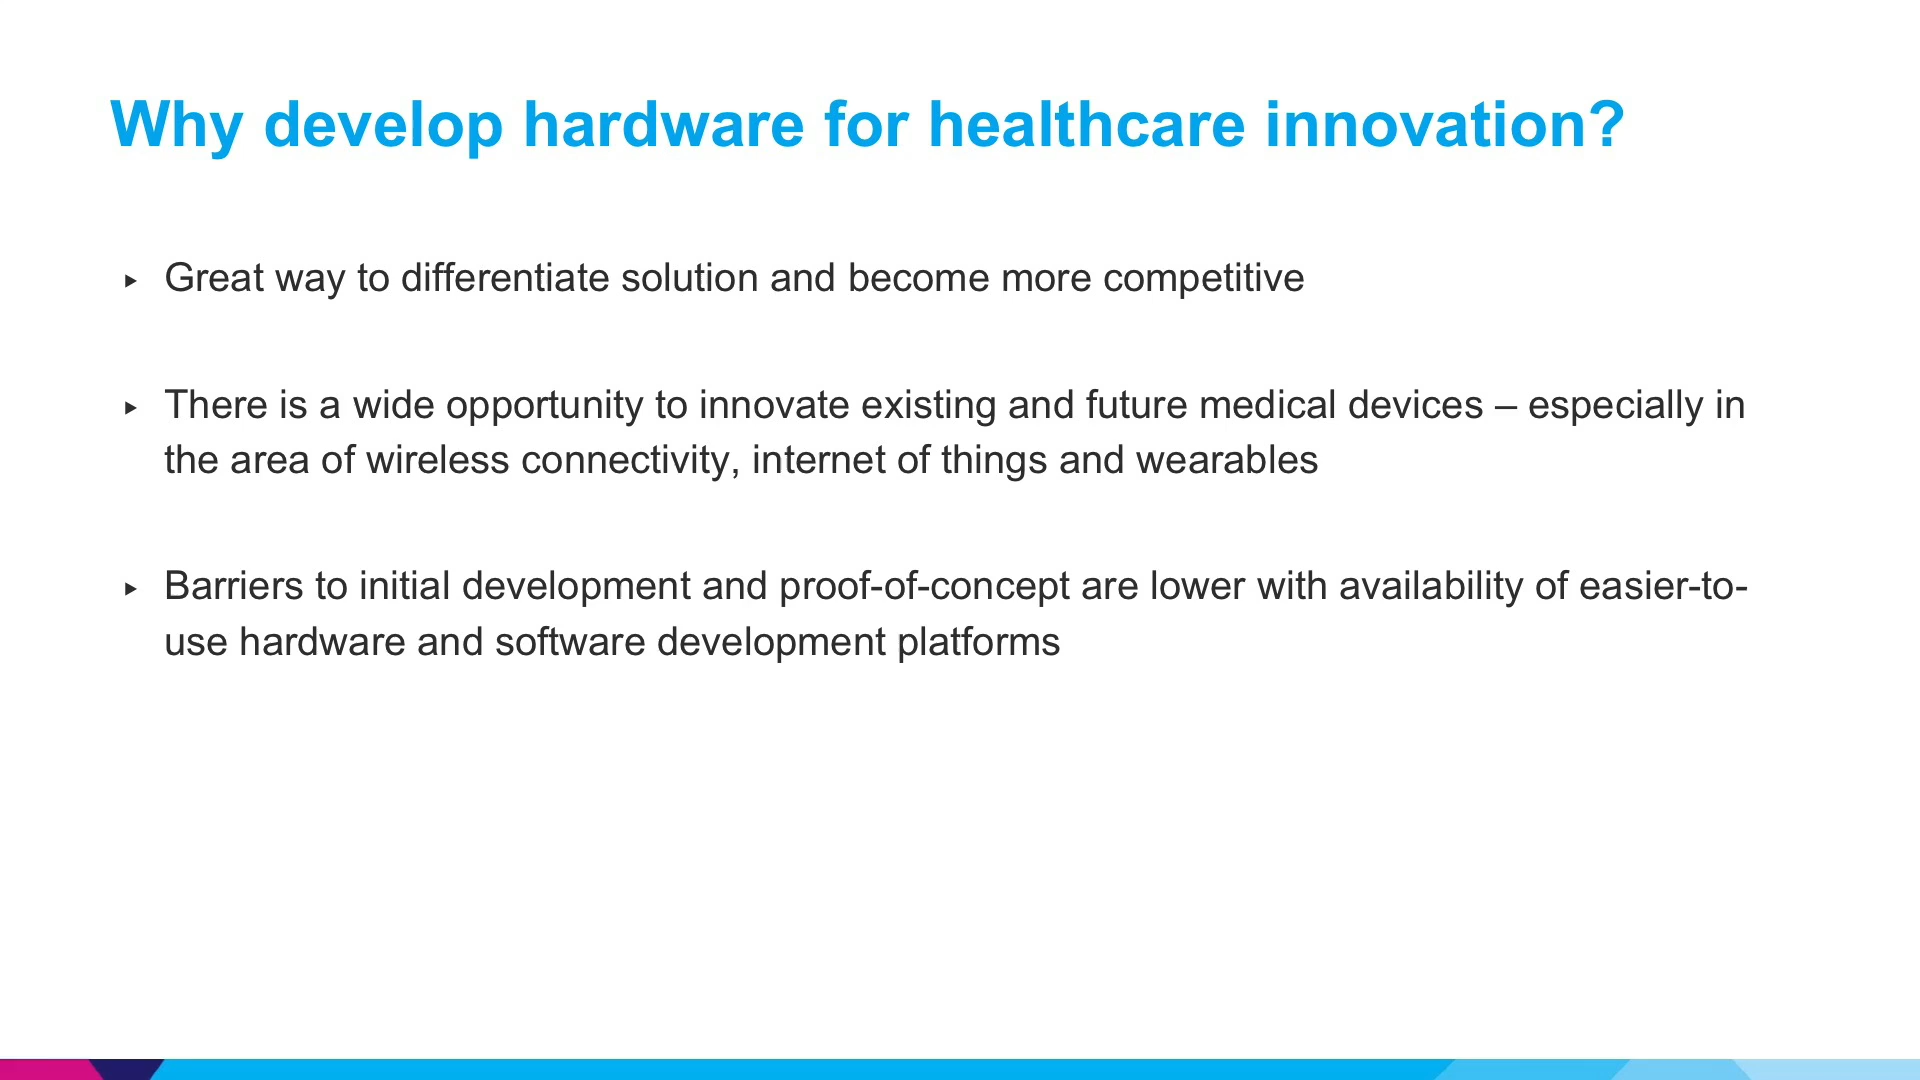 Why develop hardware for healthcare innovation?
▸ Great way to differentiate solution and become more competitive
▸ There is a wide opportunity to innovate existing and future medical devices – especially in
the area of wireless connectivity, internet of things and wearables
▸ Barriers to initial development and proof-of-concept are lower with availability of easier-to-
use hardware and software development platforms